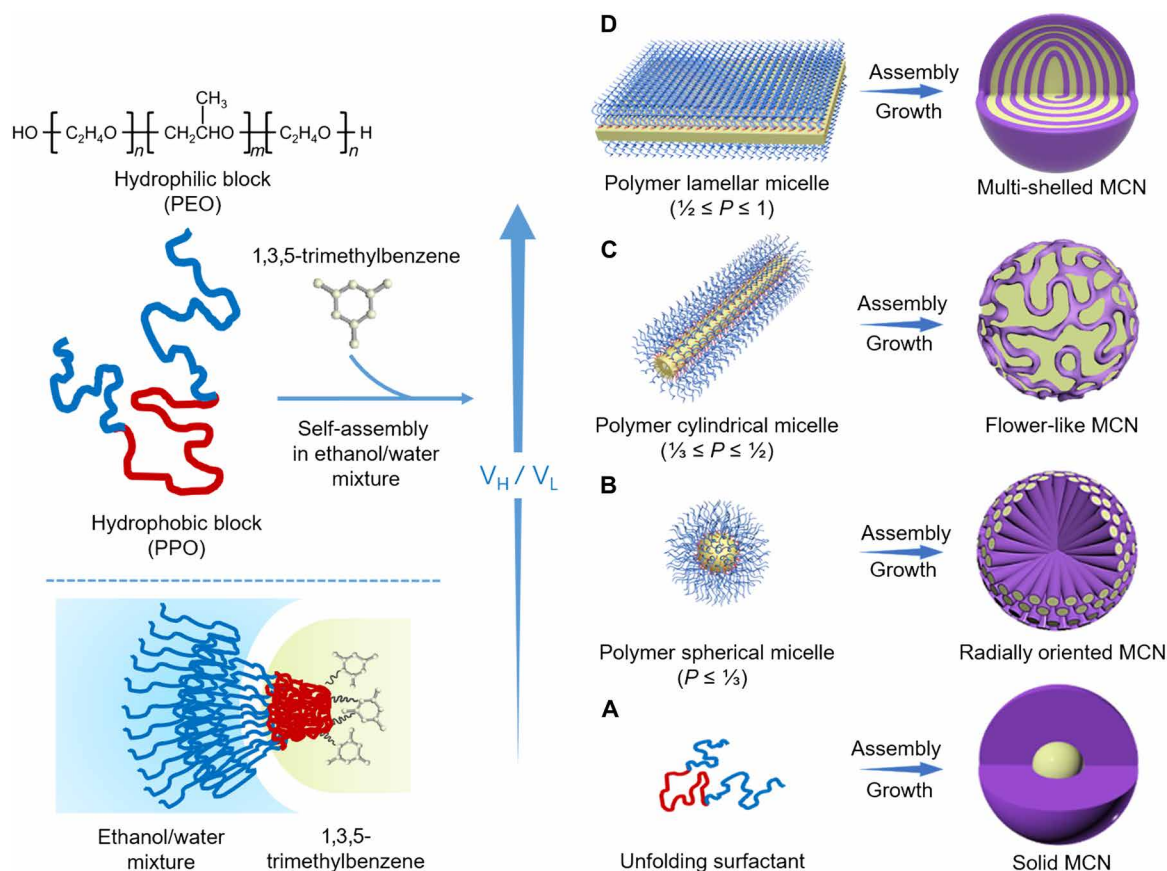 CH₃
HO [ C₂H₄O ]n [ CH₂CHO ]m [ C₂H₄O ]n H
Hydrophilic block
(PEO)
1,3,5-trimethylbenzene
Self-assembly
in ethanol/water
mixture
Hydrophobic block
(PPO)
V_H / V_L
Ethanol/water
mixture
1,3,5-
trimethylbenzene
D
Assembly
Growth
Polymer lamellar micelle
(½ ≤ P ≤ 1)
Multi-shelled MCN
C
Assembly
Growth
Polymer cylindrical micelle
(⅓ ≤ P ≤ ½)
Flower-like MCN
B
Assembly
Growth
Polymer spherical micelle
(P ≤ ⅓)
Radially oriented MCN
A
Assembly
Growth
Unfolding surfactant
Solid MCN